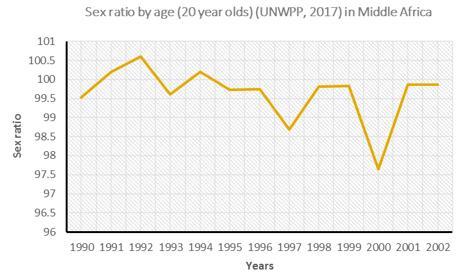 Sex ratio by age (20 year olds) (UNWPP, 2017) in Middle Africa
101
100.5
100
99.5
99
98.5
98
97.5
97
96.5
96
Sex ratio
1990 1991 1992 1993 1994 1995 1996 1997 1998 1999 2000 2001 2002
Years